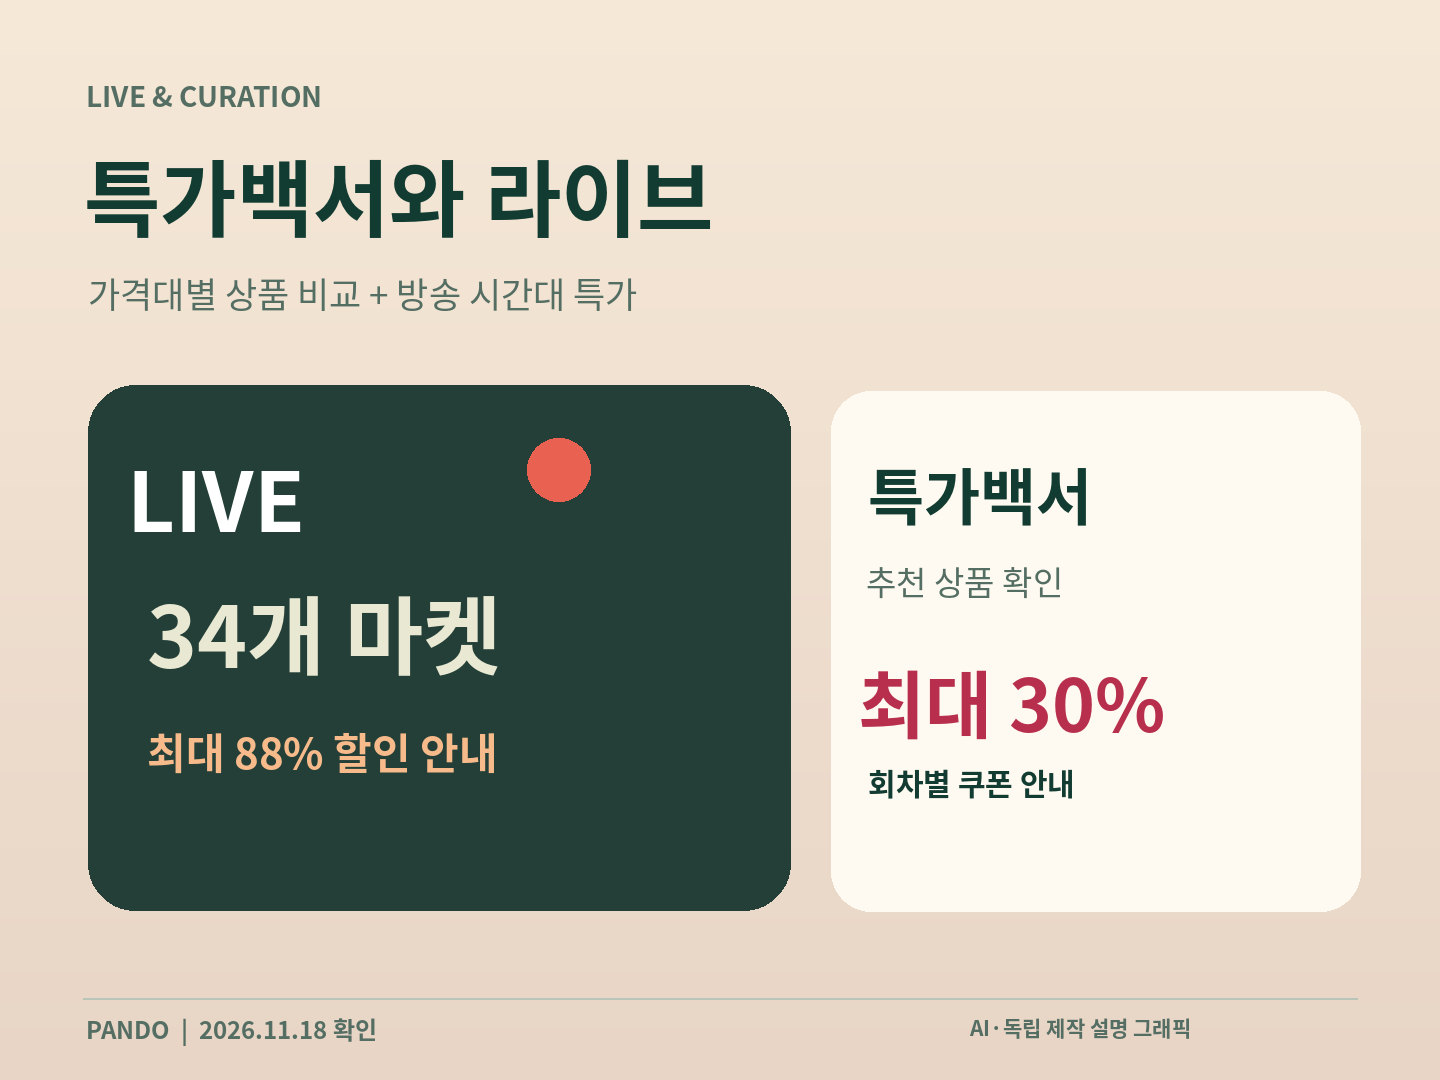 LIVE & CURATION
특가백서와 라이브
가격대별 상품 비교 + 방송 시간대 특가
LIVE
34개 마켓
최대 88% 할인 안내
특가백서
추천 상품 확인
최대 30%
회차별 쿠폰 안내
PANDO | 2026.11.18 확인
AI·독립 제작 설명 그래픽